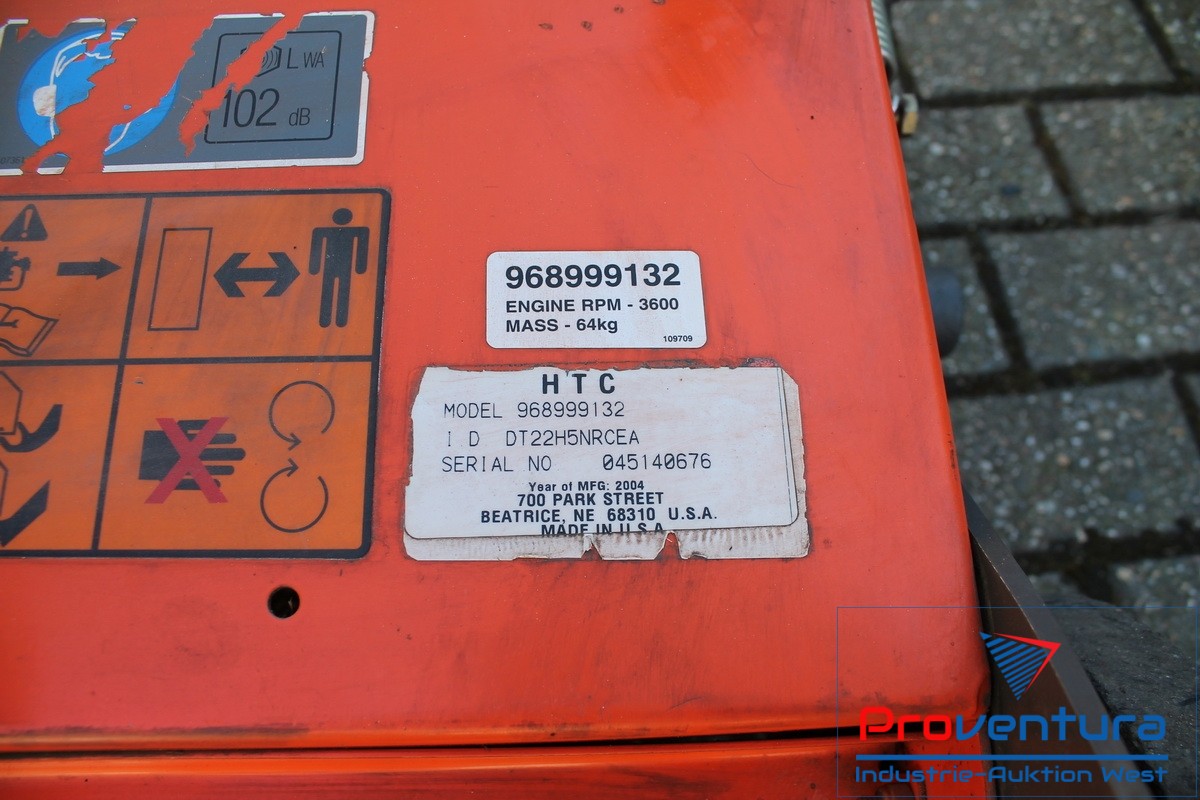 L WA
102 dB
968999132
ENGINE RPM - 3600
MASS - 64kg
109709
HTC
MODEL 968999132
I D DT22H5NRCEA
SERIAL NO 045140676
Year of MFG: 2004
700 PARK STREET
BEATRICE, NE 68310 U.S.A.
MADE IN U.S.A.
Proventura
Industrie-Auktion West